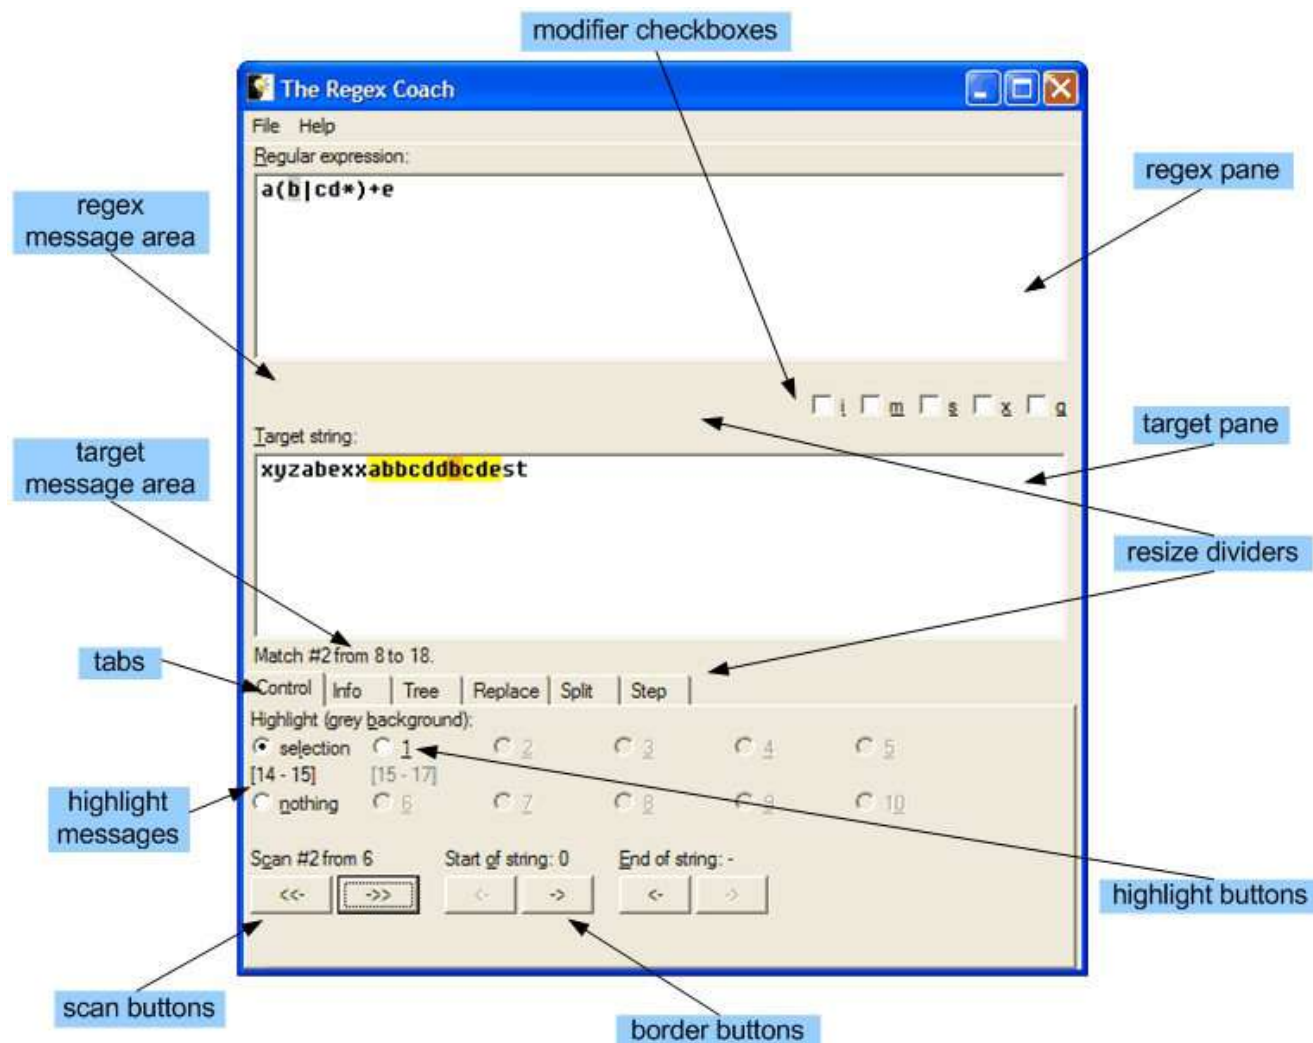 modifier checkboxes
The Regex Coach
File Help
Regular expression:
a(b|cd*)+e
regex pane
regex
message area
i m s x g
Target string:
target pane
xyzabexxabbcddbcdest
target
message area
resize dividers
Match #2 from 8 to 18.
tabs
Control Info Tree Replace Split Step
Highlight (grey background):
selection 1 2 3 4 5
[14 - 15] [15 - 17]
nothing 6 7 8 9 10
highlight
messages
Scan #2 from 6 Start of string: 0 End of string: -
<<- ->> <- -> <- ->
highlight buttons
scan buttons
border buttons